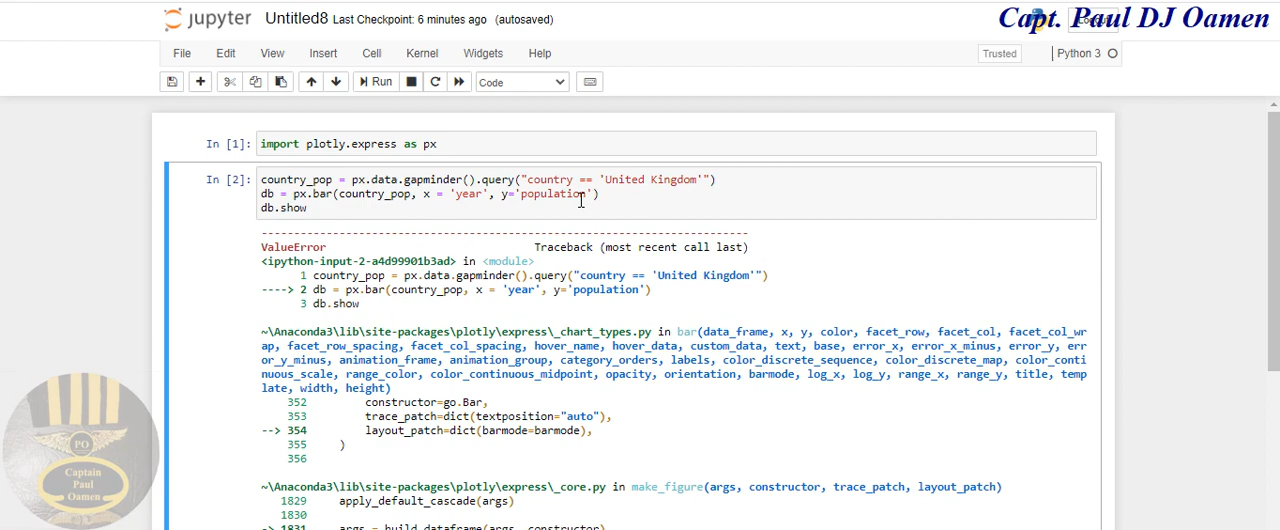 jupyter Untitled8 Last Checkpoint: 6 minutes ago (autosaved)
Capt. Paul DJ Oamen
File Edit View Insert Cell Kernel Widgets Help
Trusted Python 3
Run Code
In [1]: import plotly.express as px
In [2]: country_pop = px.data.gapminder().query("country == 'United Kingdom'")
db = px.bar(country_pop, x = 'year', y='population')
db.show
---------------------------------------------------------------------------
ValueError Traceback (most recent call last)
<ipython-input-2-a4d99901b3ad> in <module>
1 country_pop = px.data.gapminder().query("country == 'United Kingdom'")
----> 2 db = px.bar(country_pop, x = 'year', y='population')
3 db.show
~\Anaconda3\lib\site-packages\plotly\express\_chart_types.py in bar(data_frame, x, y, color, facet_row, facet_col, facet_col_wr
ap, facet_row_spacing, facet_col_spacing, hover_name, hover_data, custom_data, text, base, error_x, error_x_minus, error_y, err
or_y_minus, animation_frame, animation_group, category_orders, labels, color_discrete_sequence, color_discrete_map, color_conti
nuous_scale, range_color, color_continuous_midpoint, opacity, orientation, barmode, log_x, log_y, range_x, range_y, title, temp
late, width, height)
352 constructor=go.Bar,
353 trace_patch=dict(textposition="auto"),
--> 354 layout_patch=dict(barmode=barmode),
355 )
356
~\Anaconda3\lib\site-packages\plotly\express\_core.py in make_figure(args, constructor, trace_patch, layout_patch)
1829 apply_default_cascade(args)
1830
-> 1831 args = build_dataframe(args, constructor)
PO
Captain
Paul
Oamen